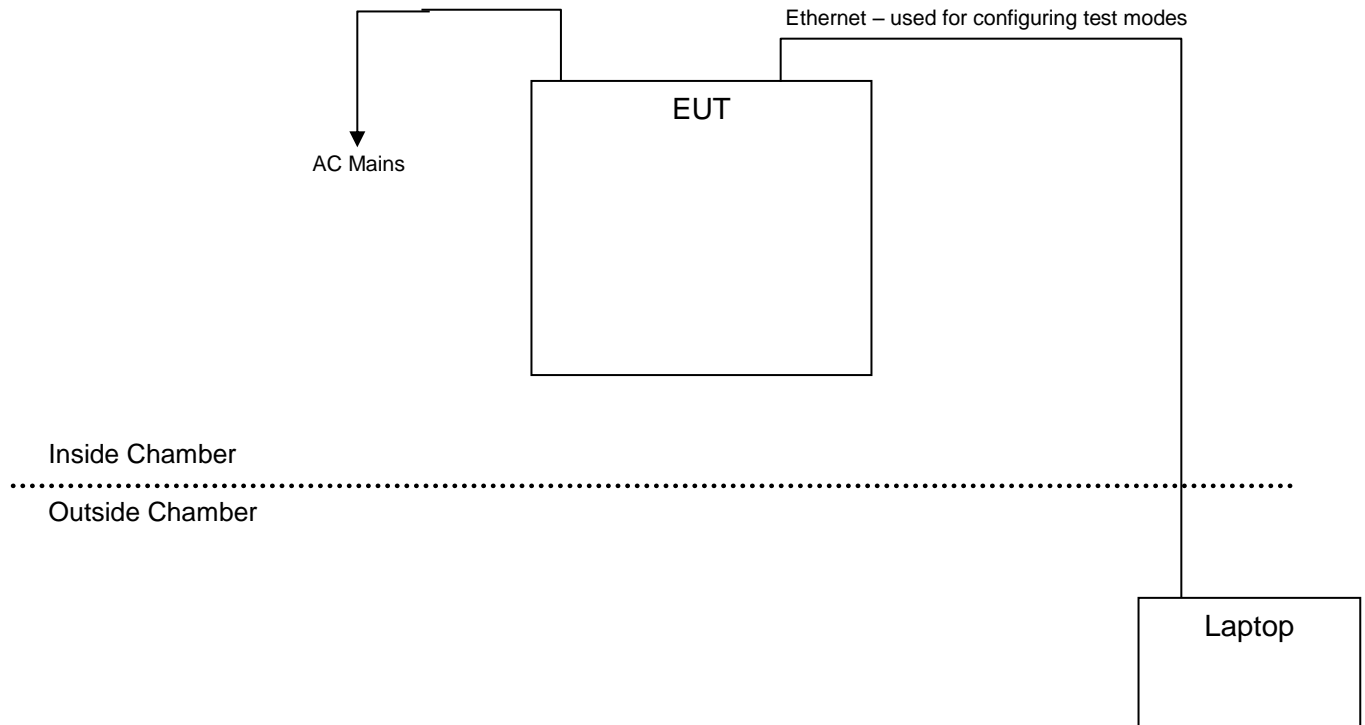 Ethernet – used for configuring test modes
EUT
AC Mains
Inside Chamber
Outside Chamber
Laptop